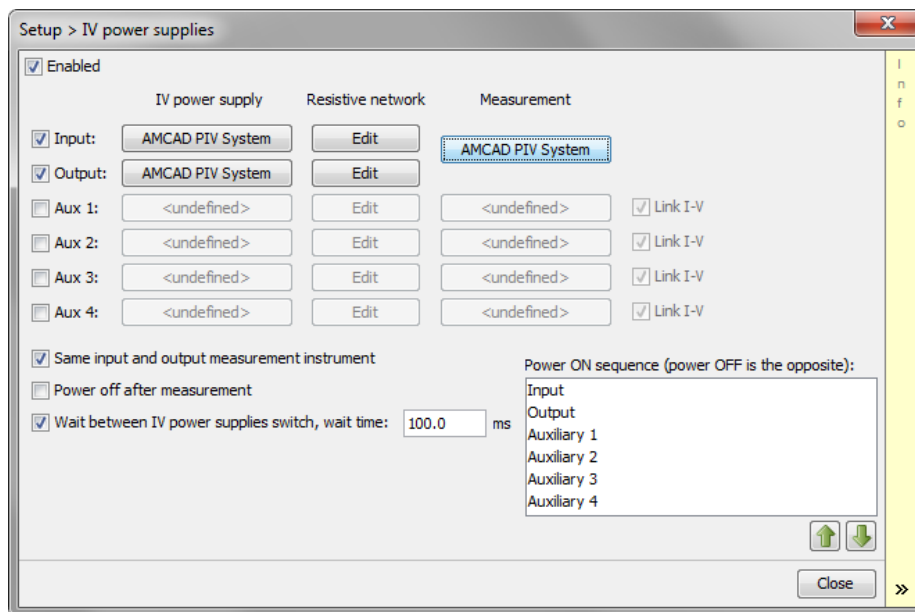 Setup > IV power supplies
Enabled
IV power supply Resistive network Measurement
Input: AMCAD PIV System Edit
AMCAD PIV System
Output: AMCAD PIV System Edit
Aux 1: <undefined> Edit <undefined> Link I-V
Aux 2: <undefined> Edit <undefined> Link I-V
Aux 3: <undefined> Edit <undefined> Link I-V
Aux 4: <undefined> Edit <undefined> Link I-V
Same input and output measurement instrument
Power off after measurement
Wait between IV power supplies switch, wait time: 100.0 ms
Power ON sequence (power OFF is the opposite):
Input
Output
Auxiliary 1
Auxiliary 2
Auxiliary 3
Auxiliary 4
Close
Info
»